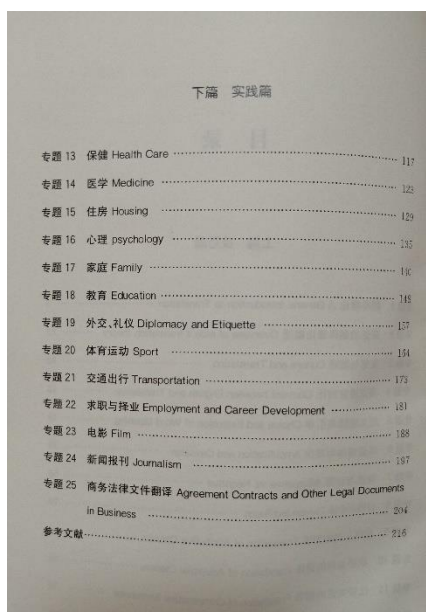 下篇 实践篇
专题 13 保健 Health Care 117
专题 14 医学 Medicine 123
专题 15 住房 Housing 129
专题 16 心理 psychology 135
专题 17 家庭 Family 140
专题 18 教育 Education 149
专题 19 外交、礼仪 Diplomacy and Etiquette 157
专题 20 体育运动 Sport 164
专题 21 交通出行 Transportation 173
专题 22 求职与择业 Employment and Career Development 181
专题 23 电影 Film 188
专题 24 新闻报刊 Journalism 197
专题 25 商务法律文件翻译 Agreement Contracts and Other Legal Documents
in Business 204
参考文献 216